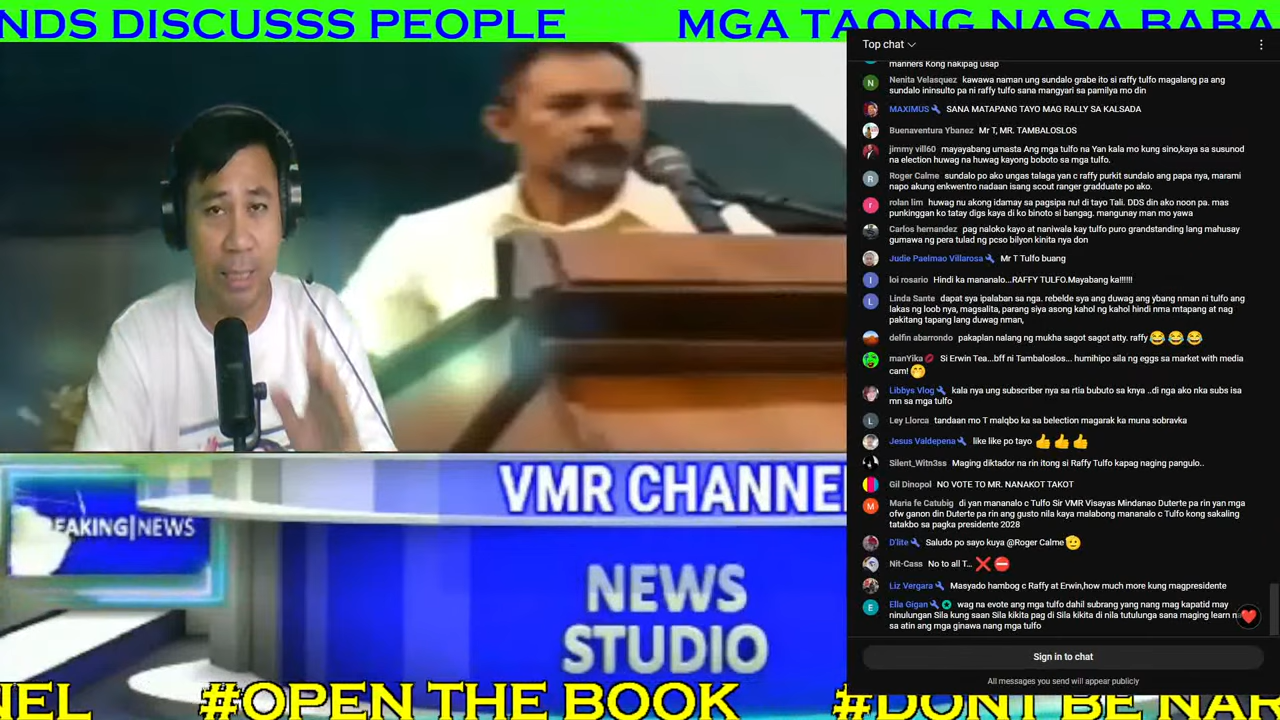 NDS DISCUSSS PEOPLE MGA TAONG NASA BABA
Top chat
manners Kong nakipag usap
Nenita Velasquez kawawa naman ung sundalo grabe ito si raffy tulfo magalang pa ang
sundalo ininsulto pa ni raffy tulfo sana mangyari sa pamilya mo din
MAXIMUS SANA MATAPANG TAYO MAG RALLY SA KALSADA
Buenaventura Ybanez Mr T, MR. TAMBALOSLOS
jimmy vill60 mayayabang umasta Ang mga tulfo na Yan kala mo kung sino,kaya sa susunod
na election huwag na huwag kayong boboto sa mga tulfo.
Roger Calme sundalo po ako ungas talaga yan c raffy purkit sundalo ang papa nya, marami
napo akung enkwentro nadaan isang scout ranger gradduate po ako.
rolan lim huwag nu akong idamay sa pagsipa nu! di tayo Tali. DDS din ako noon pa. mas
punkinggan ko tatay digs kaya di ko binoto si bangag. mangunay man mo yawa
Carlos hernandez pag naloko kayo at naniwala kay tulfo puro grandstanding lang mahusay
gumawa ng pera tulad ng pcso bilyon kinita nya don
Judie Paelmao Villarosa Mr T Tulfo buang
loi rosario Hindi ka mananalo...RAFFY TULFO.Mayabang ka!!!!!!
Linda Sante dapat sya ipalaban sa nga. rebelde sya ang duwag ang ybang nman ni tulfo ang
lakas ng loob nya, magsalita, parang siya asong kahol ng kahol hindi nma mtapang at nag
pakitang tapang lang duwag nman,
delfin abarrondo pakaplan nalang ng mukha sagot sagot atty. raffy 😂😂😂
manYika💋 Si Erwin Tea...bff ni Tambaloslos... humihipo sila ng eggs sa market with media
cam! 🤭
Libbys Vlog kala nya ung subscriber nya sa rtia bubuto sa knya ..di nga ako nka subs isa
mn sa mga tulfo
Ley Llorca tandaan mo T malqbo ka sa belection magarak ka muna sobravka
Jesus Valdepena like like po tayo 👍👍👍
Silent_Witn3ss Maging diktador na rin itong si Raffy Tulfo kapag naging pangulo..
Gil Dinopol NO VOTE TO MR. NANAKOT TAKOT
Maria fe Catubig di yan mananalo c Tulfo Sir VMR Visayas Mindanao Duterte pa rin yan mga
ofw ganon din Duterte pa rin ang gusto nila kaya malabong mananalo c Tulfo kong sakaling
tatakbo sa pagka presidente 2028
D'lite Saludo po sayo kuya @Roger Calme 🫡
Nit-Cass No to all T... ❌⛔
Liz Vergara Masyado hambog c Raffy at Erwin,how much more kung magpresidente
Ella Gigan wag na evote ang mga tulfo dahil subrang yang nang mag kapatid may
ninulungan Sila kung saan Sila kikita pag di Sila kikita di nila tutulunga sana maging learn n
sa atin ang mga ginawa nang mga tulfo
Sign in to chat
All messages you send will appear publicly
VMR CHANNE
EAKING|NEWS
NEWS
STUDIO
NEL #OPEN THE BOOK #DON'T BE NAR